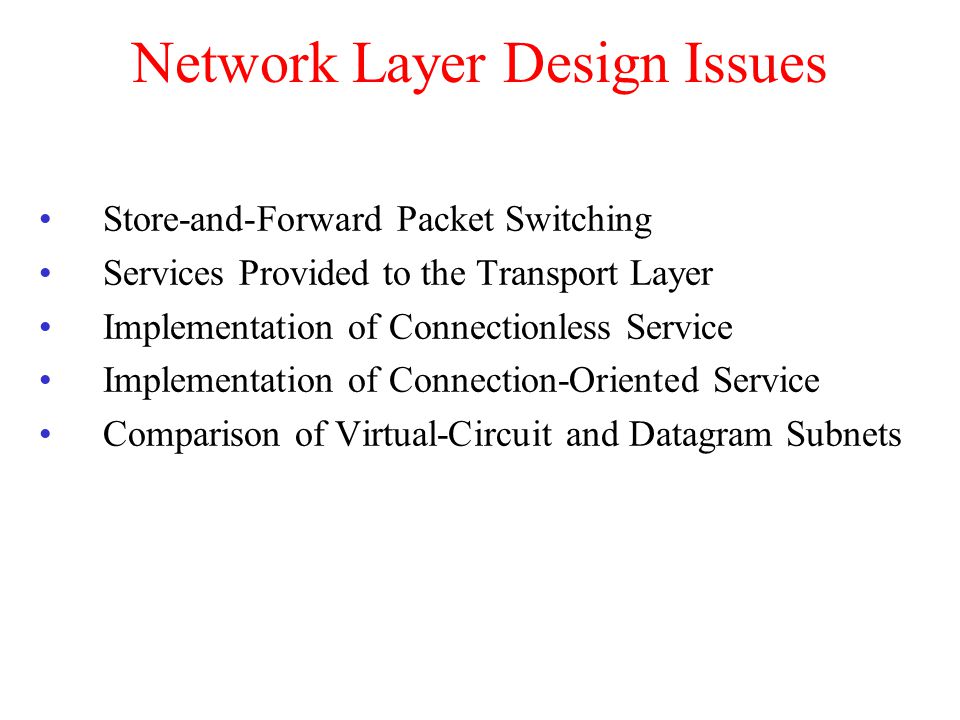 Network Layer Design Issues
• Store-and-Forward Packet Switching
• Services Provided to the Transport Layer
• Implementation of Connectionless Service
• Implementation of Connection-Oriented Service
• Comparison of Virtual-Circuit and Datagram Subnets